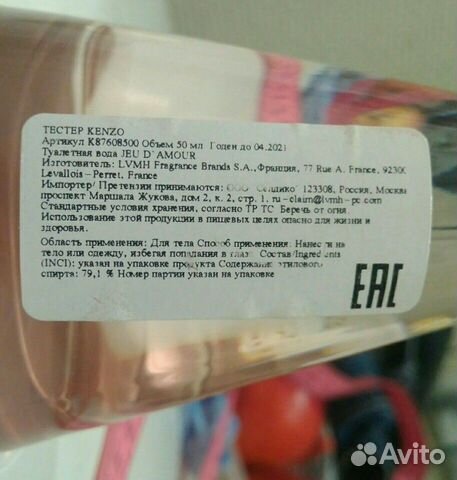 ТЕСТЕР KENZO
Артикул K87608500 Объем 50 мл Годен до 04.2021
Туалетная вода JEU D`AMOUR
Изготовитель: LVMH Fragrance Brands S.A., Франция, 77 Rue A. France, 92300
Levallois - Perret, France
Импортер/ Претензии принимаются: ООО "Селдико" 123308, Россия, Москва
проспект Маршала Жукова, дом 2, к. 2, стр. 1, ru-claim@lvmh-pc.com
Стандартные условия хранения, согласно ТР ТС Беречь от огня
Использование этой продукции в пищевых целях опасно для жизни и
здоровья.
Область применения: Для тела Способ применения: Нанести на
тело или одежду, избегая попадания в глаза Состав/Ingredients
(INCI): указан на упаковке продукта Содержание этилового
спирта: 79,1 % Номер партии указан на упаковке
EAC
Avito